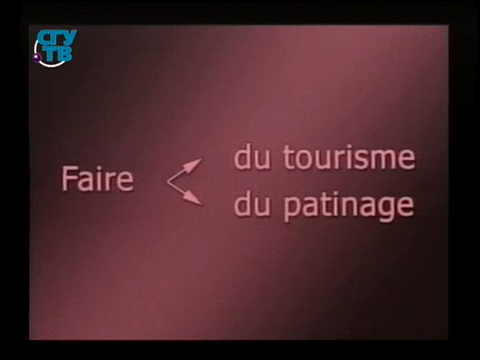 СГУ
ТВ
Faire
du tourisme
du patinage